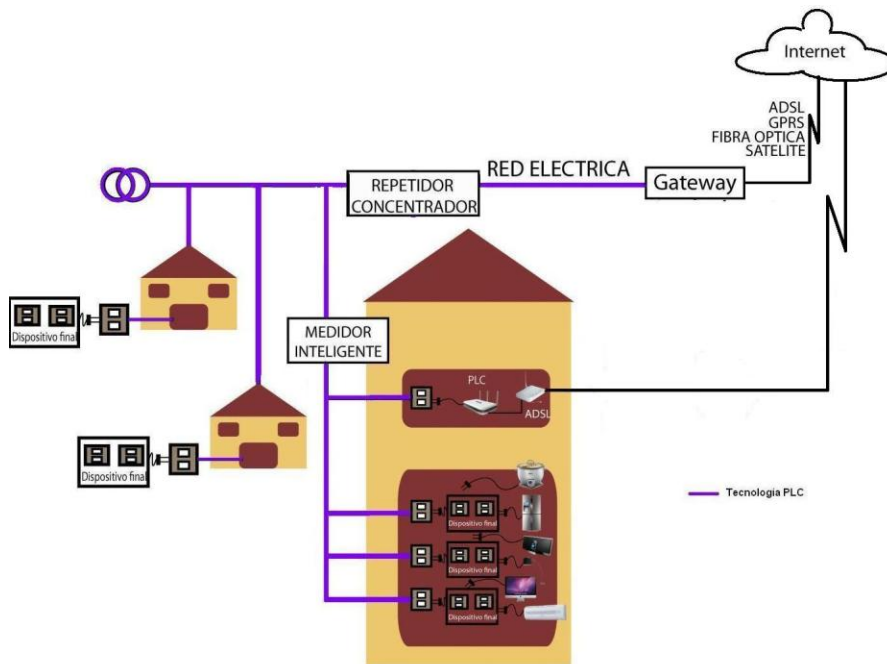 Internet
ADSL
GPRS
FIBRA OPTICA
SATELITE
RED ELECTRICA
REPETIDOR
CONCENTRADOR
Gateway
Dispositivo final
MEDIDOR
INTELIGENTE
PLC
ADSL
Dispositivo final
Tecnologia PLC
Dispositivo final
Dispositivo final
Dispositivo final